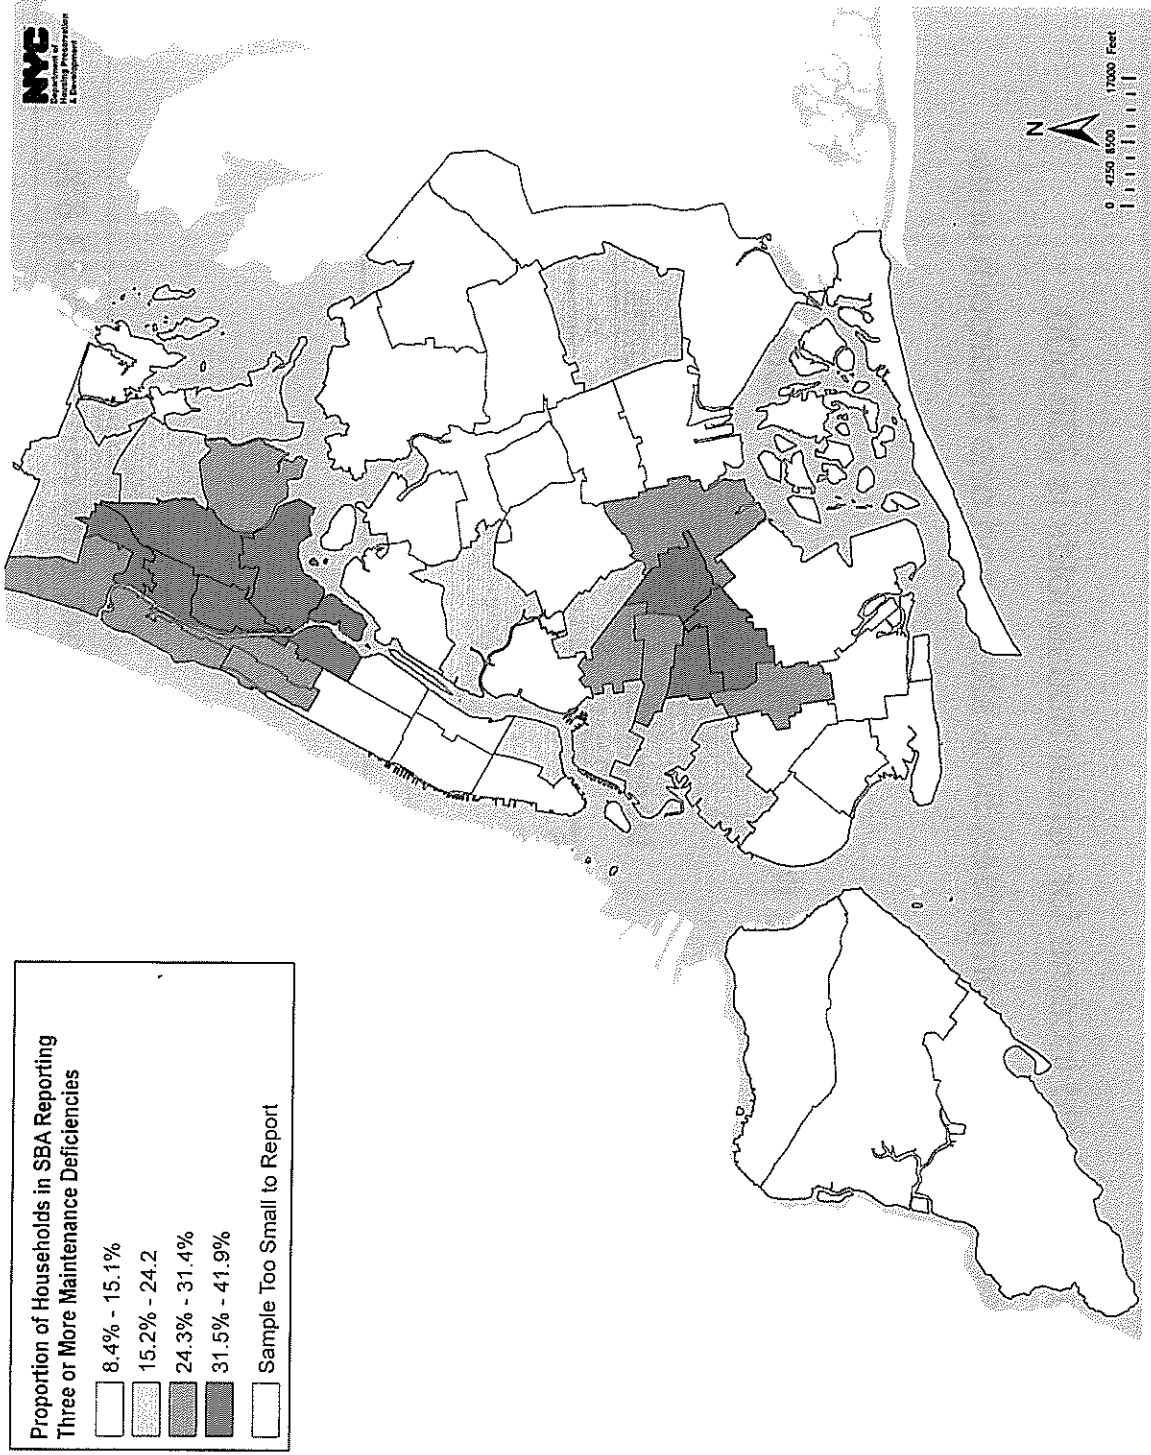 NYC
Department of
Housing Preservation
& Development
Proportion of Households in SBA Reporting
Three or More Maintenance Deficiencies
8.4% - 15.1%
15.2% - 24.2
24.3% - 31.4%
31.5% - 41.9%
Sample Too Small to Report
N
0 4250 8500 17000 Feet